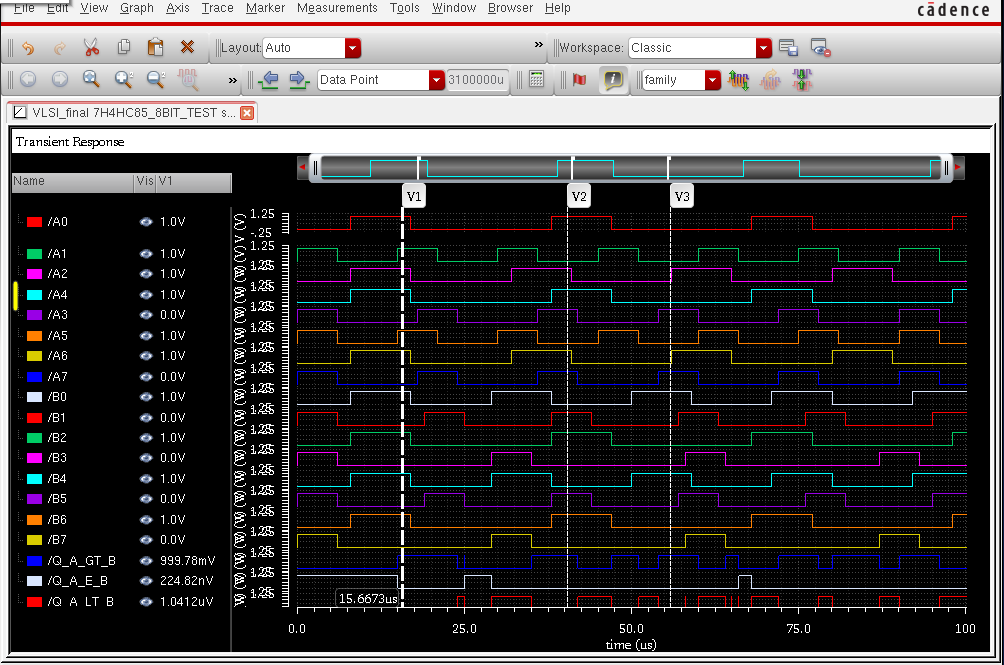 File Edit View Graph Axis Trace Marker Measurements Tools Window Browser Help
cādence
Layout: Auto » Workspace: Classic
» Data Point 3100000u family
VLSI_final 7H4HC85_8BIT_TEST s...
Transient Response
Name Vis V1
V1 V2 V3
/A0 1.0V
/A1 1.0V
/A2 1.0V
/A4 1.0V
/A3 0.0V
/A5 1.0V
/A6 1.0V
/A7 0.0V
/B0 1.0V
/B1 0.0V
/B2 1.0V
/B3 0.0V
/B4 1.0V
/B5 0.0V
/B6 1.0V
/B7 0.0V
/Q_A_GT_B 999.78mV
/Q_A_E_B 224.82nV
/Q_A_LT_B 1.0412uV
1.25
-.25
1.25
15.6673us
0.0 25.0 50.0 75.0 100
time (us)